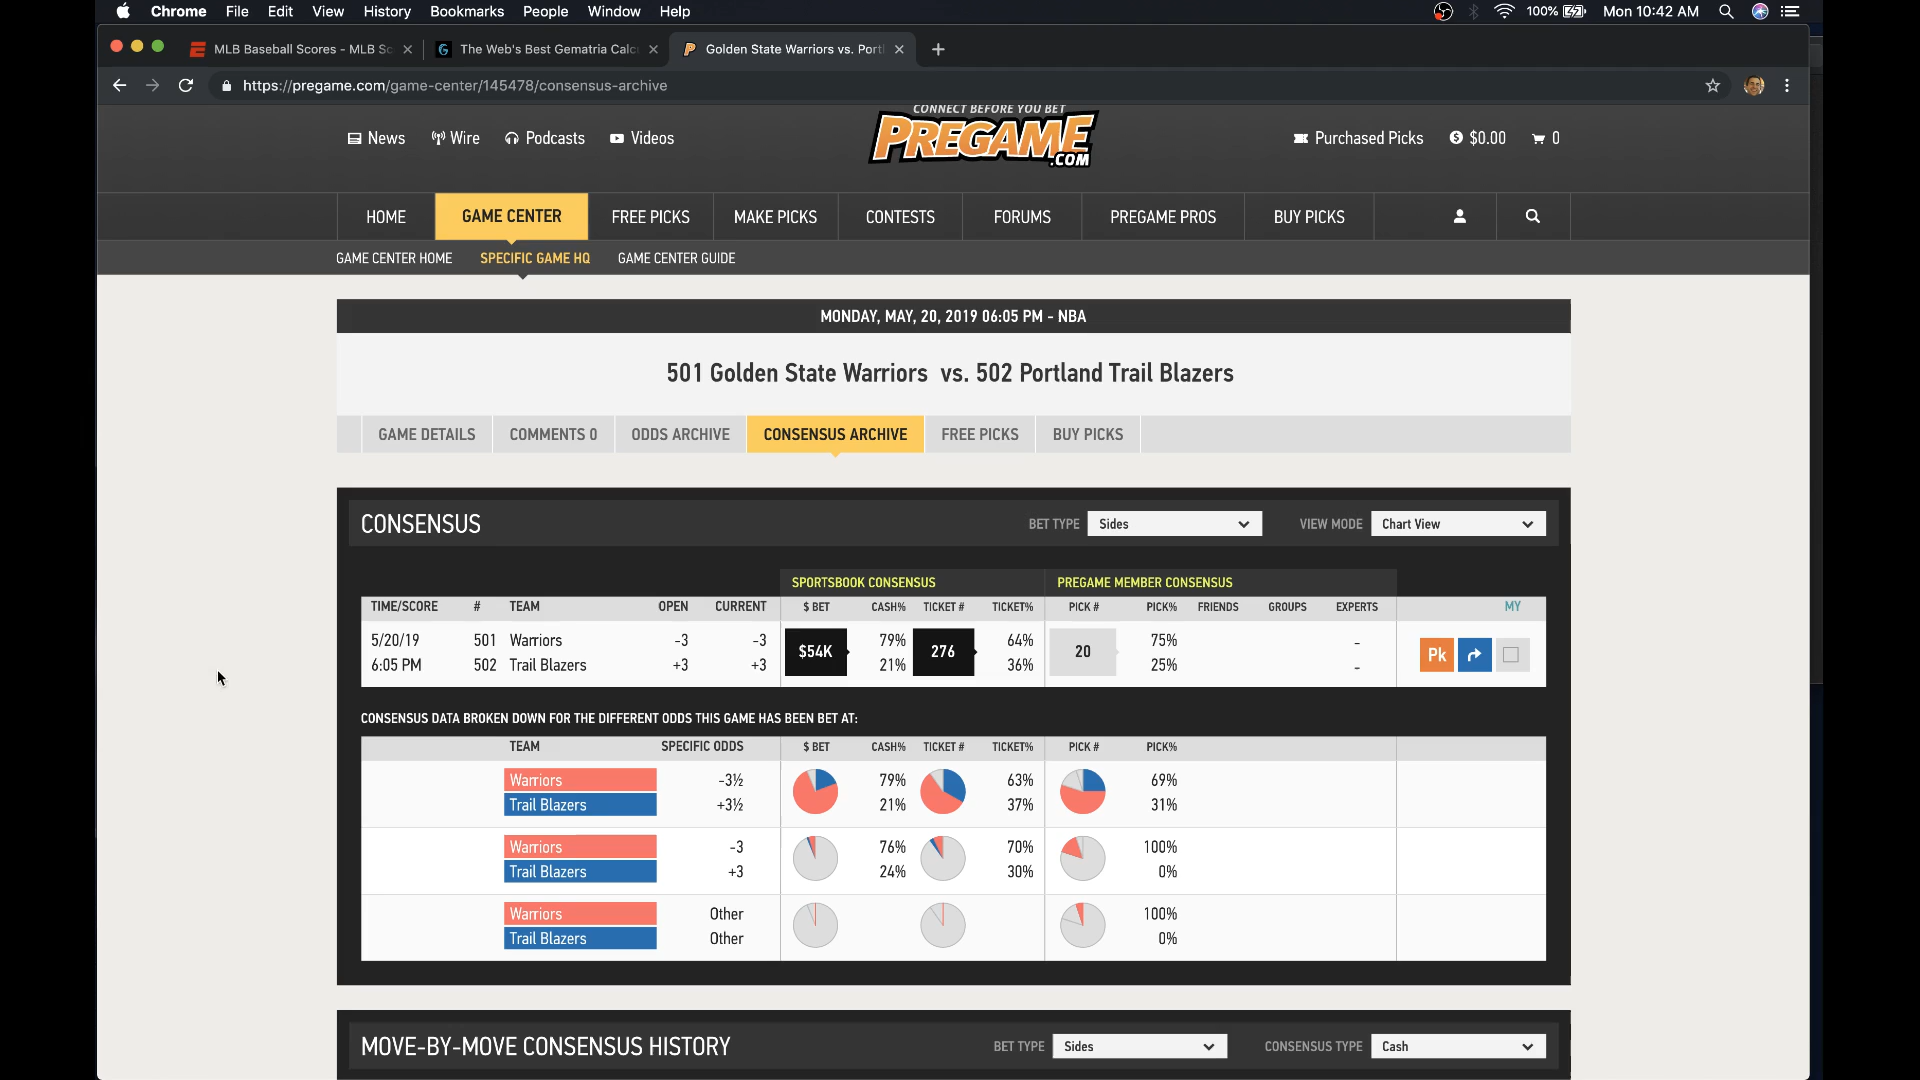 Chrome File Edit View History Bookmarks People Window Help 100% Mon 10:42 AM
MLB Baseball Scores - MLB Sc The Web's Best Gematria Calc Golden State Warriors vs. Portl
https://pregame.com/game-center/145478/consensus-archive
CONNECT BEFORE YOU BET
PREGAME
.COM
News Wire Podcasts Videos Purchased Picks $0.00 0
HOME GAME CENTER FREE PICKS MAKE PICKS CONTESTS FORUMS PREGAME PROS BUY PICKS
GAME CENTER HOME SPECIFIC GAME HQ GAME CENTER GUIDE
MONDAY, MAY, 20, 2019 06:05 PM - NBA
501 Golden State Warriors vs. 502 Portland Trail Blazers
GAME DETAILS COMMENTS 0 ODDS ARCHIVE CONSENSUS ARCHIVE FREE PICKS BUY PICKS
CONSENSUS BET TYPE Sides VIEW MODE Chart View
SPORTSBOOK CONSENSUS PREGAME MEMBER CONSENSUS
TIME/SCORE # TEAM OPEN CURRENT $ BET CASH% TICKET # TICKET% PICK # PICK% FRIENDS GROUPS EXPERTS MY
5/20/19 501 Warriors -3 -3 $54K 79% 276 64% 20 75% - Pk
6:05 PM 502 Trail Blazers +3 +3 21% 36% 25% -
CONSENSUS DATA BROKEN DOWN FOR THE DIFFERENT ODDS THIS GAME HAS BEEN BET AT:
TEAM SPECIFIC ODDS $ BET CASH% TICKET # TICKET% PICK # PICK%
Warriors -3½ 79% 63% 69%
Trail Blazers +3½ 21% 37% 31%
Warriors -3 76% 70% 100%
Trail Blazers +3 24% 30% 0%
Warriors Other 100%
Trail Blazers Other 0%
MOVE-BY-MOVE CONSENSUS HISTORY BET TYPE Sides CONSENSUS TYPE Cash